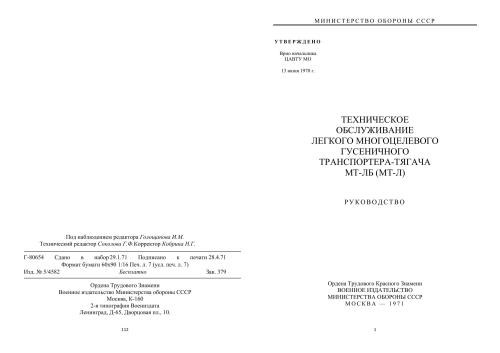 Под наблюдением редактора Голощапова И.М.
Технический редактор Соколова Г.Ф.Корректор Кобрина Н.Г.
Г-80654 Сдано в набор 29.1.71 Подписано к печати 28.4.71
Формат бумаги 60х90 1/16 Печ. л. 7 (усл. печ. л. 7)
Изд. № 5/4582 Бесплатно Зак. 379
Ордена Трудового Знамени
Военное издательство Министерства обороны СССР
Москва, К-160
2-я типография Воениздата
Ленинград, Д-65, Дворцовая пл., 10.
112
МИНИСТЕРСТВО ОБОРОНЫ СССР
УТВЕРЖДЕНО
Врио начальника
ЦАВТУ МО
13 июня 1970 г.
ТЕХНИЧЕСКОЕ
ОБСЛУЖИВАНИЕ
ЛЕГКОГО МНОГОЦЕЛЕВОГО
ГУСЕНИЧНОГО
ТРАНСПОРТЕРА-ТЯГАЧА
МТ-ЛБ (МТ-Л)
РУКОВОДСТВО
Ордена Трудового Красного Знамени
ВОЕННОЕ ИЗДАТЕЛЬСТВО
МИНИСТЕРСТВА ОБОРОНЫ СССР
МОСКВА — 1971
1